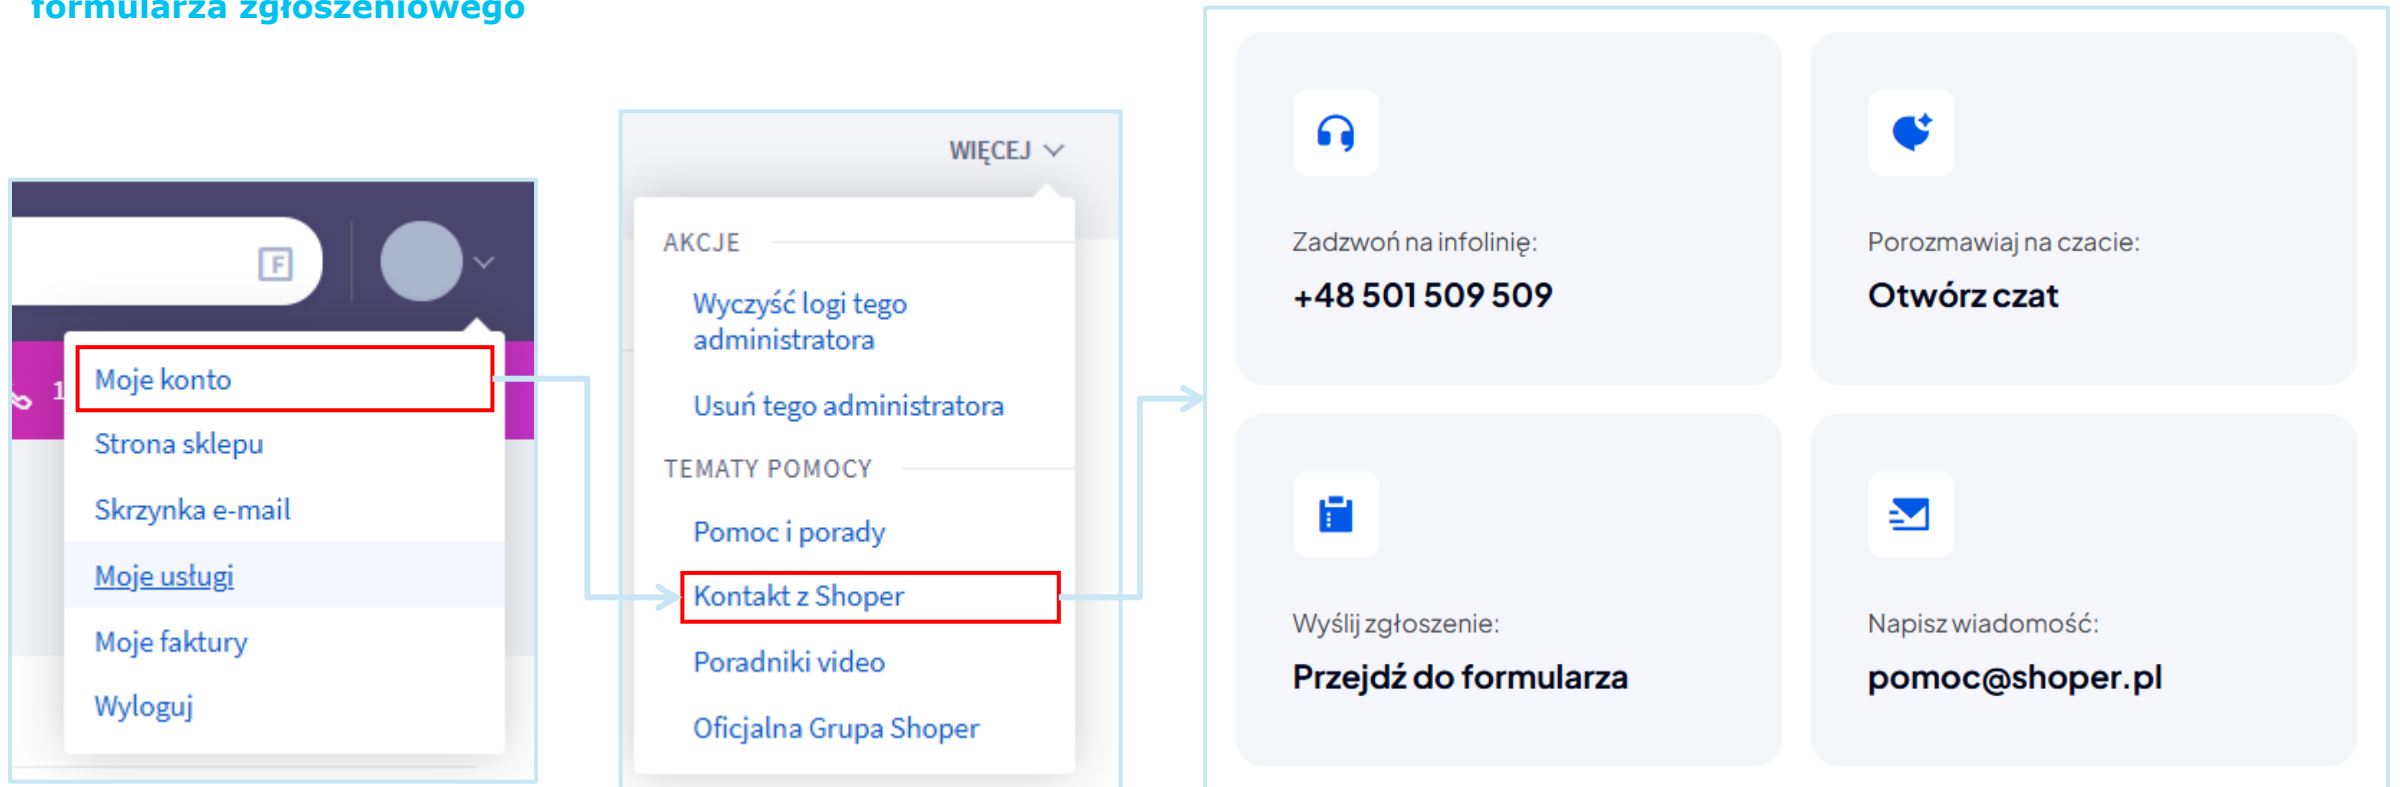 formularza zgłoszeniowego
F
1
Moje konto
Strona sklepu
Skrzynka e-mail
Moje usługi
Moje faktury
Wyloguj
WIĘCEJ
AKCJE
Wyczyść logi tego
administratora
Usuń tego administratora
TEMATY POMOCY
Pomoc i porady
Kontakt z Shoper
Poradniki video
Oficjalna Grupa Shoper
Zadzwoń na infolinię:
+48 501 509 509
Porozmawiaj na czacie:
Otwórz czat
Wyślij zgłoszenie:
Przejdź do formularza
Napisz wiadomość:
pomoc@shoper.pl